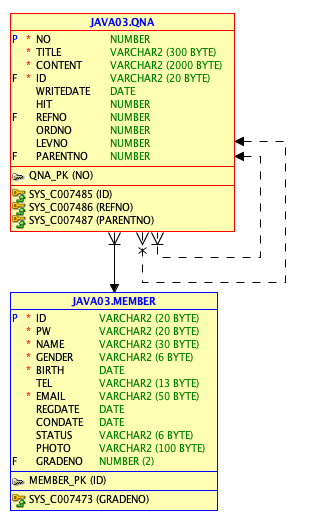 JAVA03.QNA
P * NO NUMBER
* TITLE VARCHAR2 (300 BYTE)
* CONTENT VARCHAR2 (2000 BYTE)
F * ID VARCHAR2 (20 BYTE)
WRITEDATE DATE
HIT NUMBER
F REFNO NUMBER
ORDNO NUMBER
LEVNO NUMBER
F PARENTNO NUMBER
QNA_PK (NO)
SYS_C007485 (ID)
SYS_C007486 (REFNO)
SYS_C007487 (PARENTNO)
JAVA03.MEMBER
P * ID VARCHAR2 (20 BYTE)
* PW VARCHAR2 (20 BYTE)
* NAME VARCHAR2 (30 BYTE)
* GENDER VARCHAR2 (6 BYTE)
* BIRTH DATE
TEL VARCHAR2 (13 BYTE)
* EMAIL VARCHAR2 (50 BYTE)
REGDATE DATE
CONDATE DATE
STATUS VARCHAR2 (6 BYTE)
PHOTO VARCHAR2 (100 BYTE)
F GRADENO NUMBER (2)
MEMBER_PK (ID)
SYS_C007473 (GRADENO)